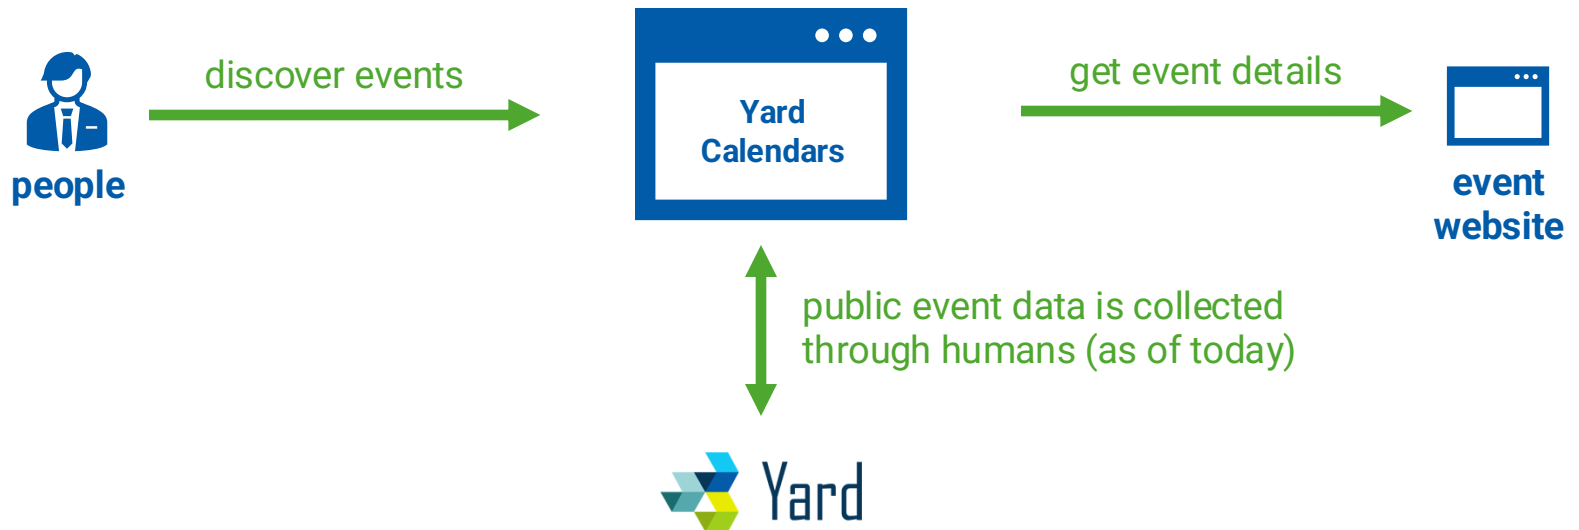 discover events
get event details
Yard
Calendars
people
event
website
public event data is collected
through humans (as of today)
Yard